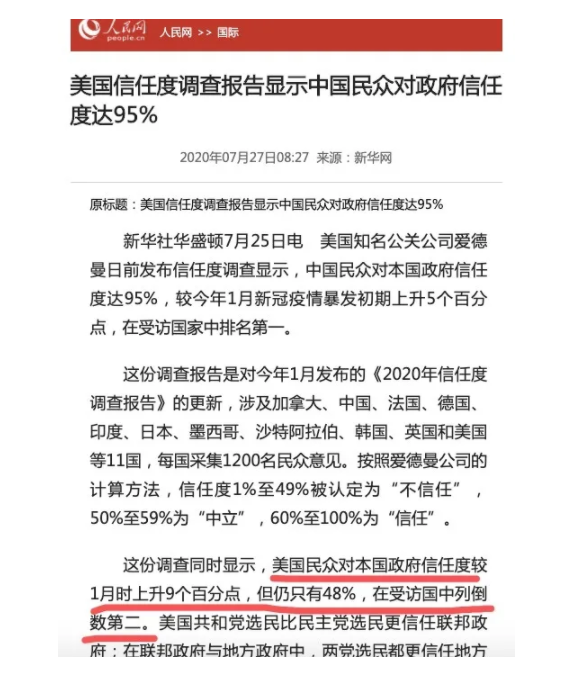 人民网
people.cn
人民网 >> 国际
美国信任度调查报告显示中国民众对政府信任
度达95%
2020年07月27日08:27 来源：新华网
原标题：美国信任度调查报告显示中国民众对政府信任度达95%
新华社华盛顿7月25日电　美国知名公关公司爱德
曼日前发布信任度调查显示，中国民众对本国政府信任
度达95%，较今年1月新冠疫情暴发初期上升5个百分
点，在受访国家中排名第一。
这份调查报告是对今年1月发布的《2020年信任度
调查报告》的更新，涉及加拿大、中国、法国、德国、
印度、日本、墨西哥、沙特阿拉伯、韩国、英国和美国
等11国，每国采集1200名民众意见。按照爱德曼公司的
计算方法，信任度1%至49%被认定为“不信任”，
50%至59%为“中立”，60%至100%为“信任”。
这份调查同时显示，美国民众对本国政府信任度较
1月时上升9个百分点，但仍只有48%，在受访国中列倒
数第二。美国共和党选民比民主党选民更信任联邦政
府；在联邦政府与地方政府中，两党选民都更信任地方